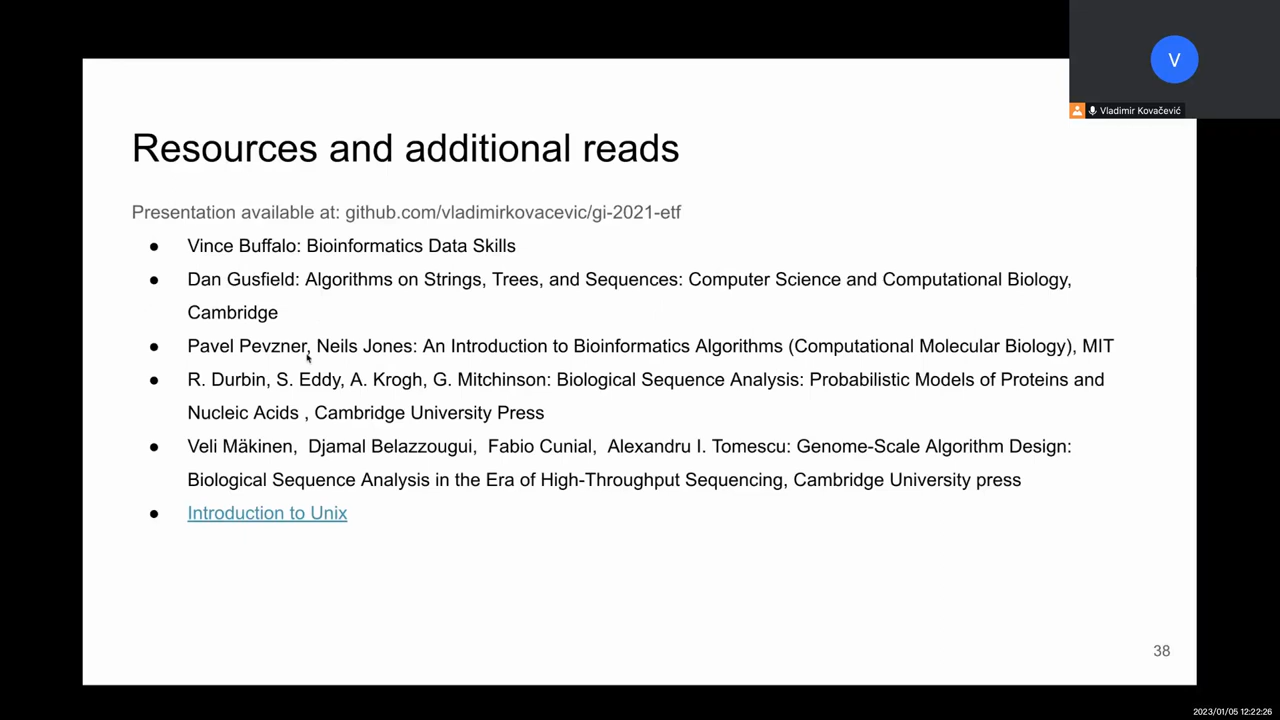 V
Vladimir Kovačević
Resources and additional reads
Presentation available at: github.com/vladimirkovacevic/gi-2021-etf
● Vince Buffalo: Bioinformatics Data Skills
● Dan Gusfield: Algorithms on Strings, Trees, and Sequences: Computer Science and Computational Biology,
Cambridge
● Pavel Pevzner, Neils Jones: An Introduction to Bioinformatics Algorithms (Computational Molecular Biology), MIT
● R. Durbin, S. Eddy, A. Krogh, G. Mitchinson: Biological Sequence Analysis: Probabilistic Models of Proteins and
Nucleic Acids , Cambridge University Press
● Veli Mäkinen,  Djamal Belazzougui,  Fabio Cunial,  Alexandru I. Tomescu: Genome-Scale Algorithm Design:
Biological Sequence Analysis in the Era of High-Throughput Sequencing, Cambridge University press
● Introduction to Unix
38
2023/01/05 12:22:26